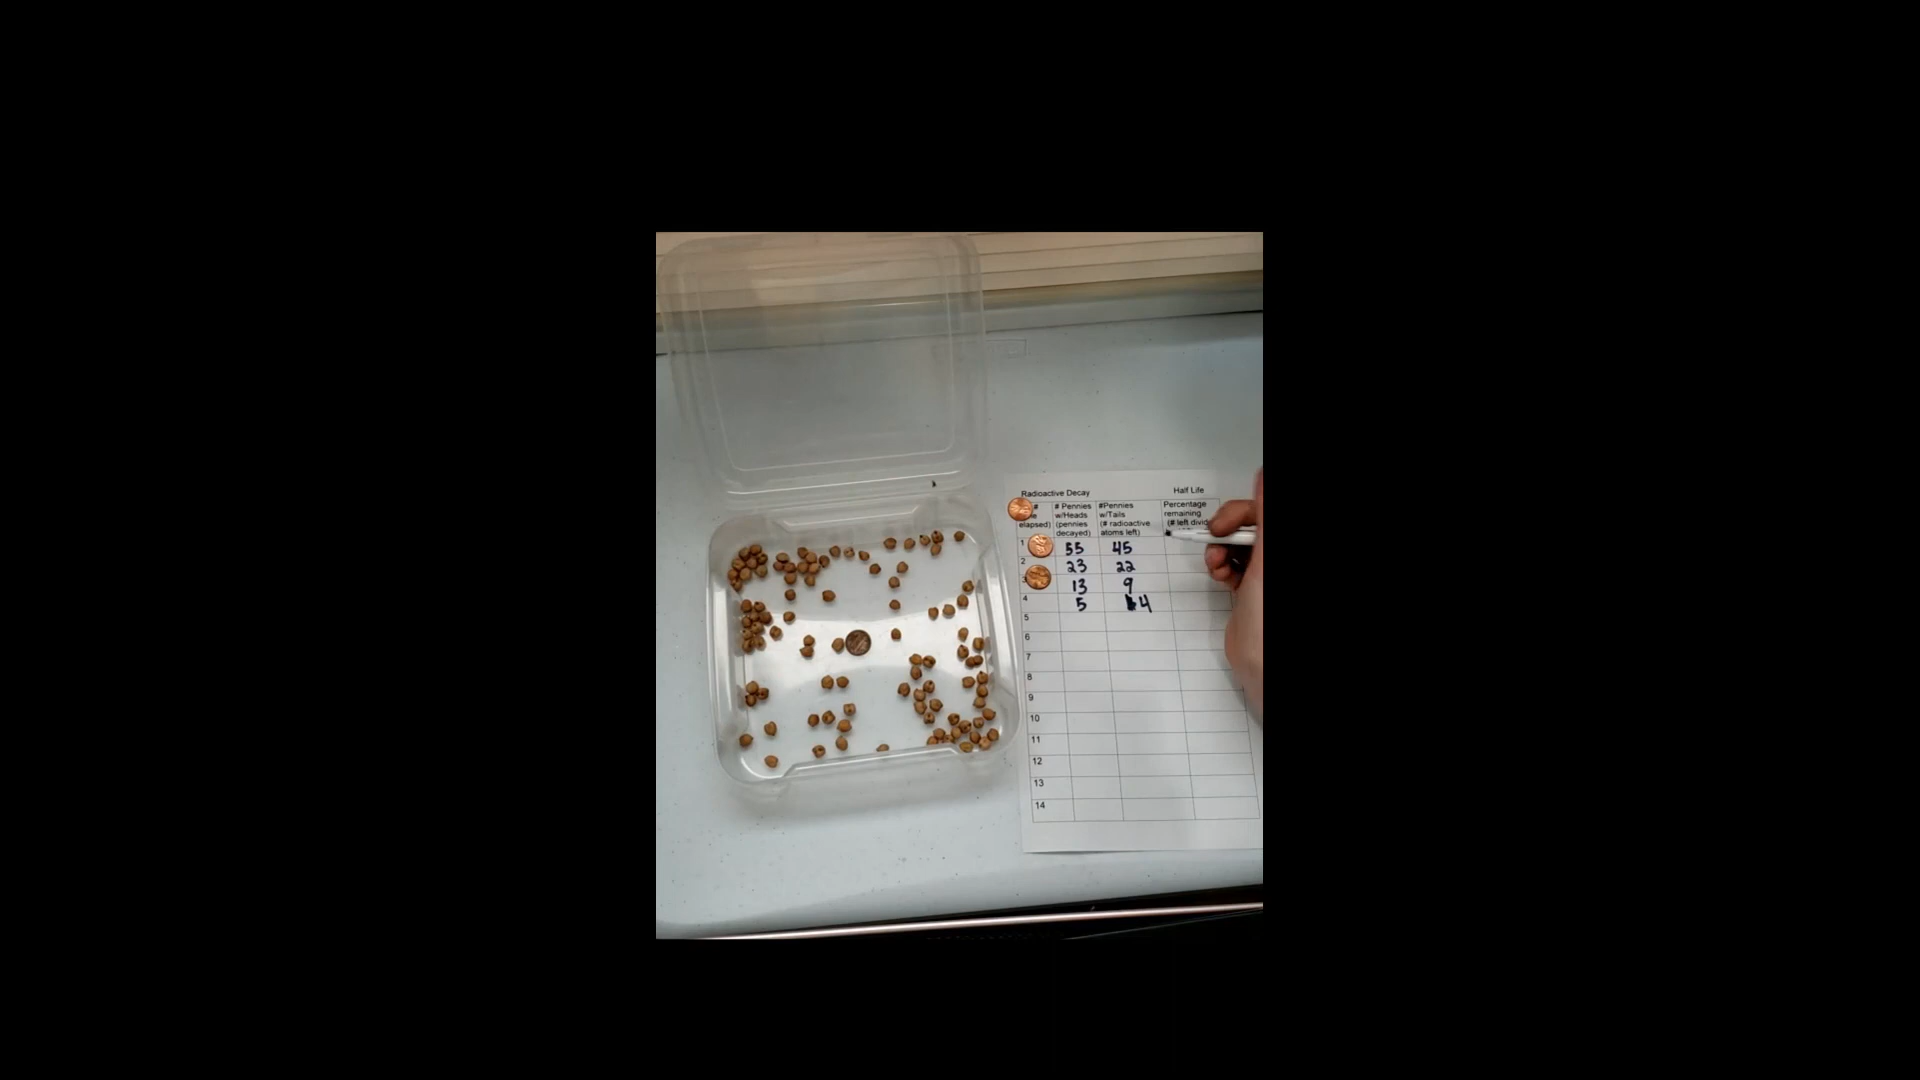 Radioactive Decay Half Life
# # Pennies #Pennies Percentage
w/Heads w/Tails remaining
elapsed) (pennies (# radioactive (# left
decayed) atoms left)
1 55 45
2 23 22
3 13 9
4 5 4
5
6
7
8
9
10
11
12
13
14